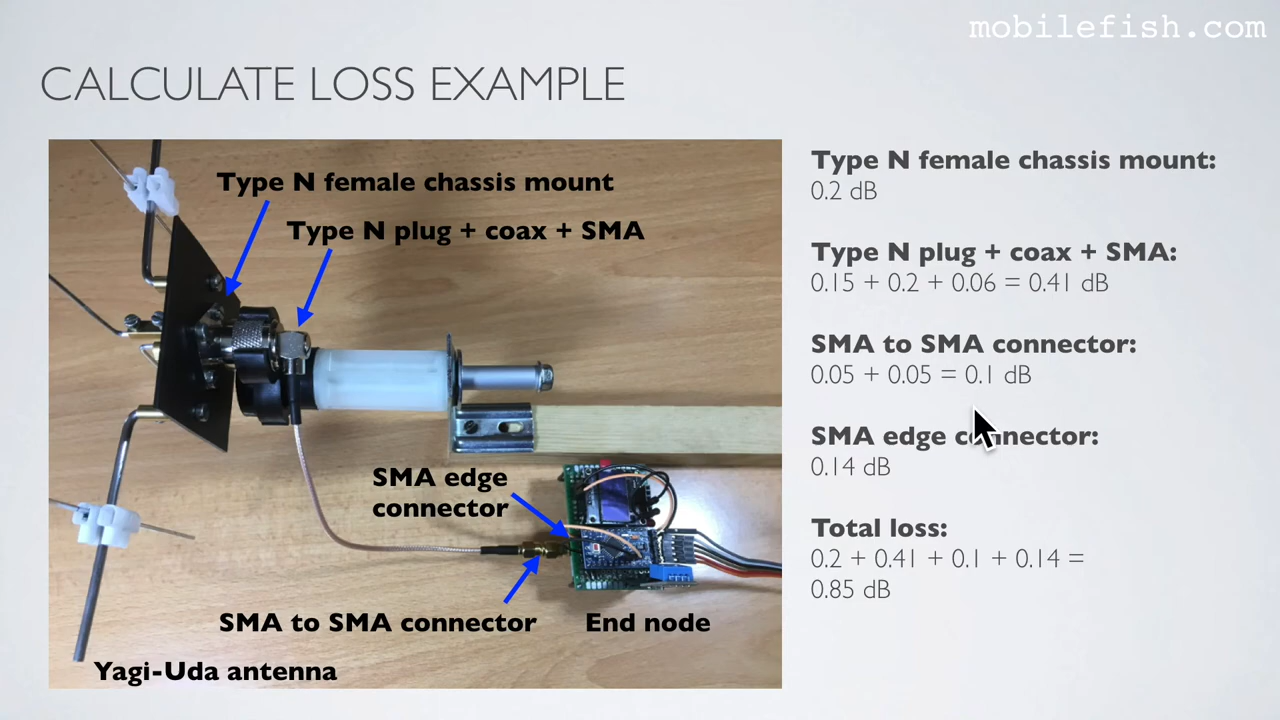 mobilefish.com
CALCULATE LOSS EXAMPLE
Type N female chassis mount
Type N plug + coax + SMA
SMA edge
connector
SMA to SMA connector
End node
Yagi-Uda antenna
Type N female chassis mount:
0.2 dB
Type N plug + coax + SMA:
0.15 + 0.2 + 0.06 = 0.41 dB
SMA to SMA connector:
0.05 + 0.05 = 0.1 dB
SMA edge connector:
0.14 dB
Total loss:
0.2 + 0.41 + 0.1 + 0.14 =
0.85 dB